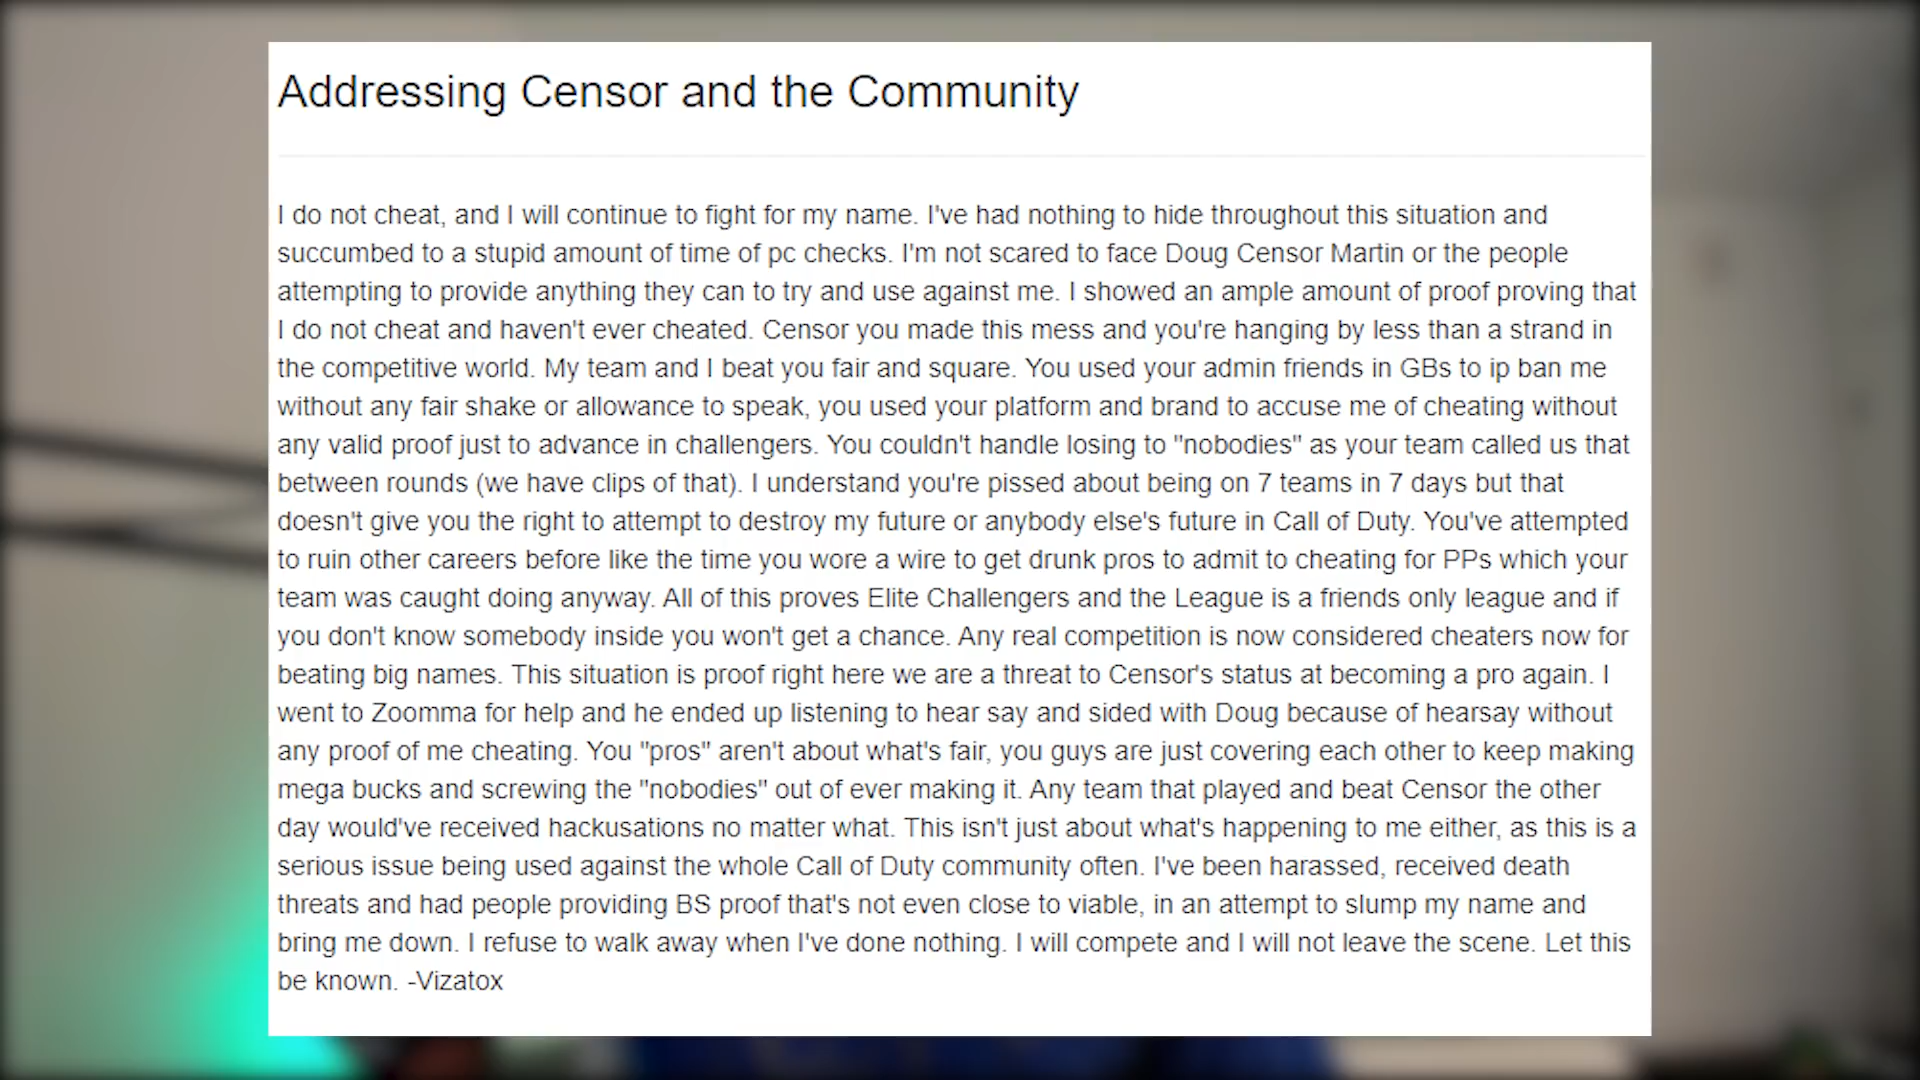 Addressing Censor and the Community
I do not cheat, and I will continue to fight for my name. I've had nothing to hide throughout this situation and
succumbed to a stupid amount of time of pc checks. I'm not scared to face Doug Censor Martin or the people
attempting to provide anything they can to try and use against me. I showed an ample amount of proof proving that
I do not cheat and haven't ever cheated. Censor you made this mess and you're hanging by less than a strand in
the competitive world. My team and I beat you fair and square. You used your admin friends in GBs to ip ban me
without any fair shake or allowance to speak, you used your platform and brand to accuse me of cheating without
any valid proof just to advance in challengers. You couldn't handle losing to "nobodies" as your team called us that
between rounds (we have clips of that). I understand you're pissed about being on 7 teams in 7 days but that
doesn't give you the right to attempt to destroy my future or anybody else's future in Call of Duty. You've attempted
to ruin other careers before like the time you wore a wire to get drunk pros to admit to cheating for PPs which your
team was caught doing anyway. All of this proves Elite Challengers and the League is a friends only league and if
you don't know somebody inside you won't get a chance. Any real competition is now considered cheaters now for
beating big names. This situation is proof right here we are a threat to Censor's status at becoming a pro again. I
went to Zoomma for help and he ended up listening to hear say and sided with Doug because of hearsay without
any proof of me cheating. You "pros" aren't about what's fair, you guys are just covering each other to keep making
mega bucks and screwing the "nobodies" out of ever making it. Any team that played and beat Censor the other
day would've received hackusations no matter what. This isn't just about what's happening to me either, as this is a
serious issue being used against the whole Call of Duty community often. I've been harassed, received death
threats and had people providing BS proof that's not even close to viable, in an attempt to slump my name and
bring me down. I refuse to walk away when I've done nothing. I will compete and I will not leave the scene. Let this
be known. -Vizatox